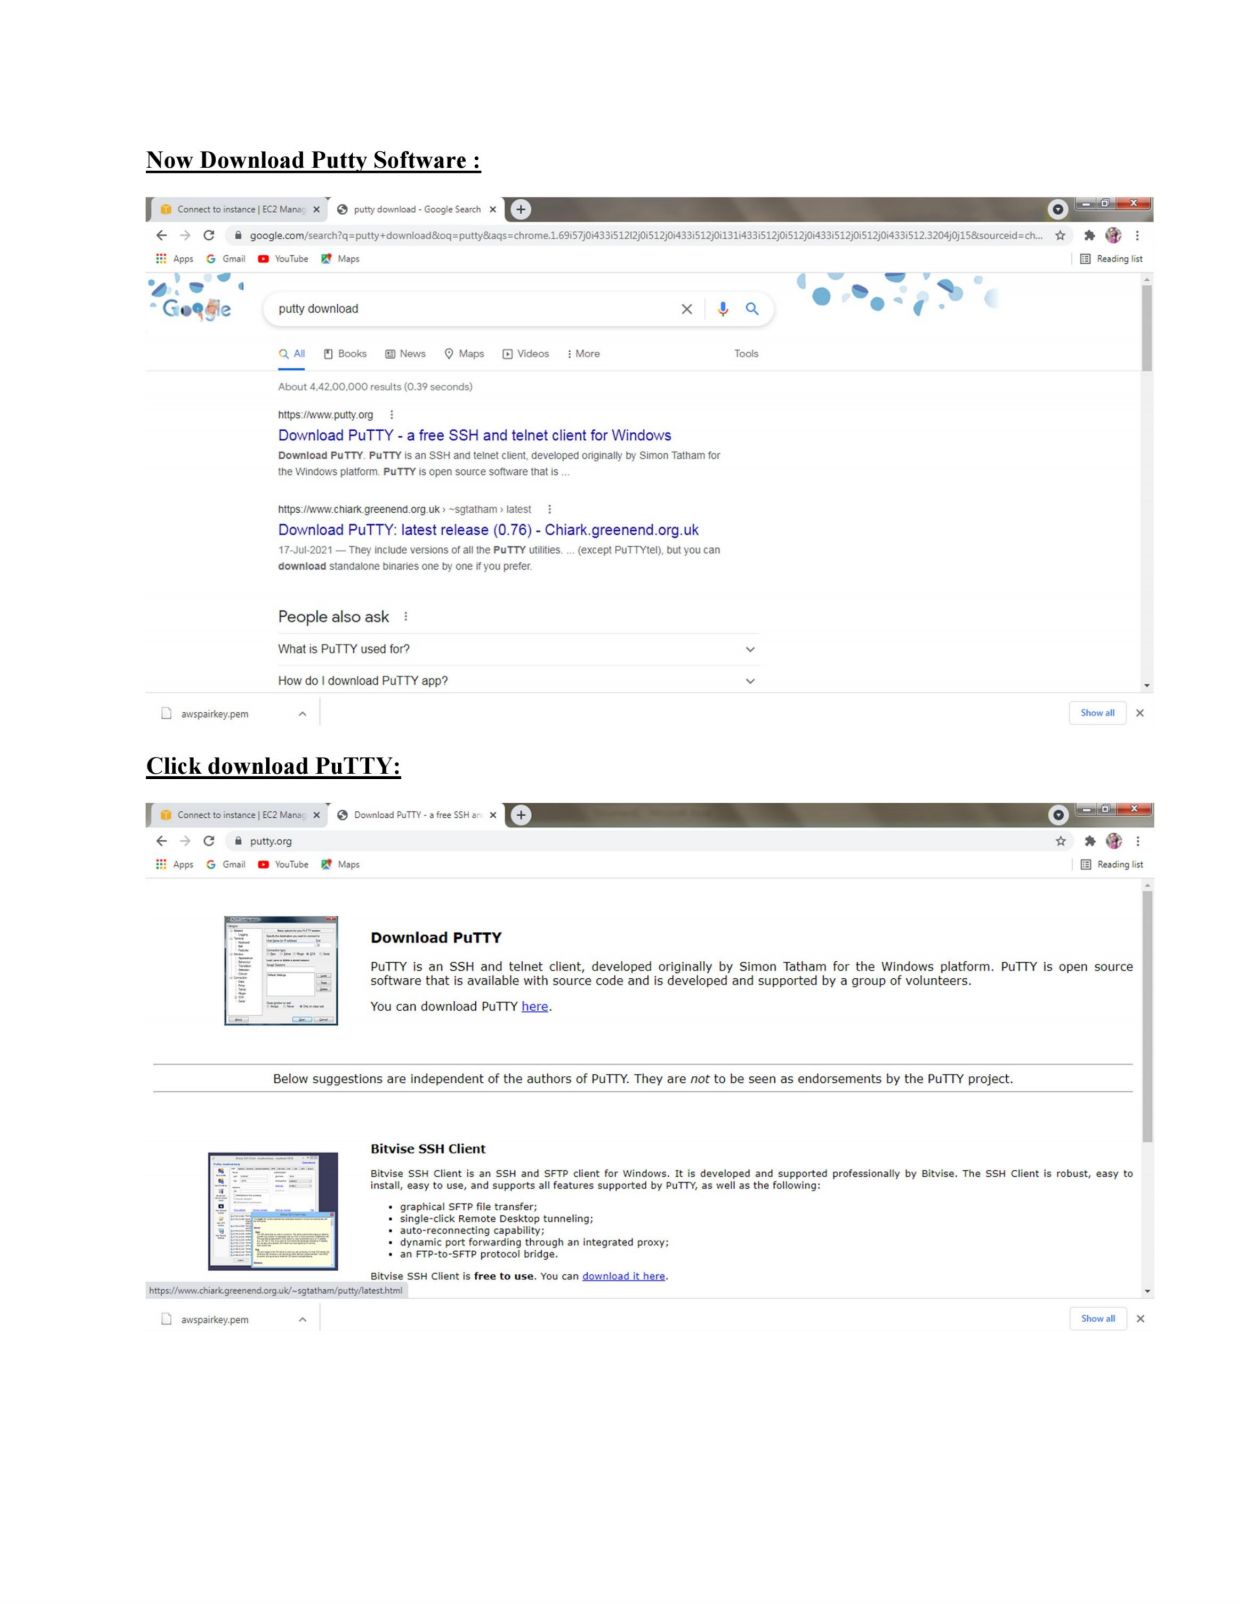 Now Download Putty Software :
Connect to instance | EC2 Manag
putty download - Google Search
google.com/search?q=putty+download&oq=putty&aqs=chrome.1.69i57j0i433i512l2j0i512j0i433i512j0i131i433i512j0i512j0i433i512j0i512j0i433i512.3204j0j15&sourceid=ch...
Apps Gmail YouTube Maps Reading list
Google
putty download
All Books News Maps Videos More Tools
About 4,42,00,000 results (0.39 seconds)
https://www.putty.org
Download PuTTY - a free SSH and telnet client for Windows
Download PuTTY. PuTTY is an SSH and telnet client, developed originally by Simon Tatham for
the Windows platform. PuTTY is open source software that is ...
https://www.chiark.greenend.org.uk › ~sgtatham › latest
Download PuTTY: latest release (0.76) - Chiark.greenend.org.uk
17-Jul-2021 — They include versions of all the PuTTY utilities. ... (except PuTTYtel), but you can
download standalone binaries one by one if you prefer.
People also ask
What is PuTTY used for?
How do I download PuTTY app?
awspairkey.pem Show all
Click download PuTTY:
Connect to instance | EC2 Manag
Download PuTTY - a free SSH an
putty.org
Apps Gmail YouTube Maps Reading list
Download PuTTY
PuTTY is an SSH and telnet client, developed originally by Simon Tatham for the Windows platform. PuTTY is open source
software that is available with source code and is developed and supported by a group of volunteers.
You can download PuTTY here.
Below suggestions are independent of the authors of PuTTY. They are not to be seen as endorsements by the PuTTY project.
Bitvise SSH Client
Bitvise SSH Client is an SSH and SFTP client for Windows. It is developed and supported professionally by Bitvise. The SSH Client is robust, easy to
install, easy to use, and supports all features supported by PuTTY, as well as the following:
• graphical SFTP file transfer;
• single-click Remote Desktop tunneling;
• auto-reconnecting capability;
• dynamic port forwarding through an integrated proxy;
• an FTP-to-SFTP protocol bridge.
Bitvise SSH Client is free to use. You can download it here.
https://www.chiark.greenend.org.uk/~sgtatham/putty/latest.html
awspairkey.pem Show all